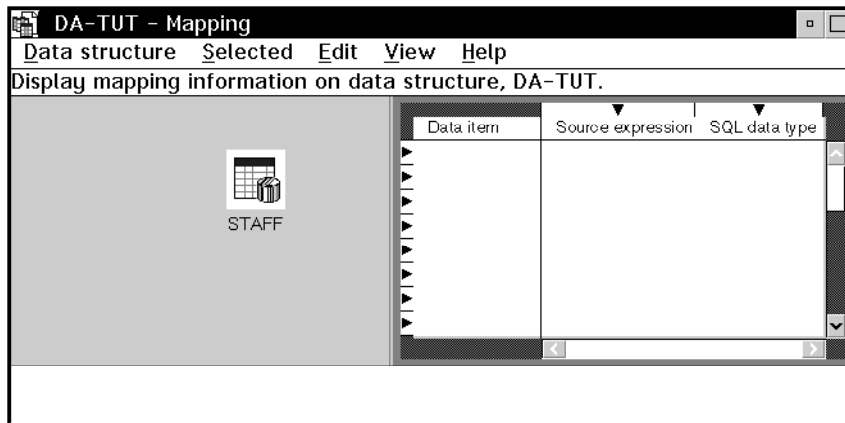 DA-TUT - Mapping
Data structure Selected Edit View Help
Display mapping information on data structure, DA-TUT.
Data item Source expression SQL data type
STAFF